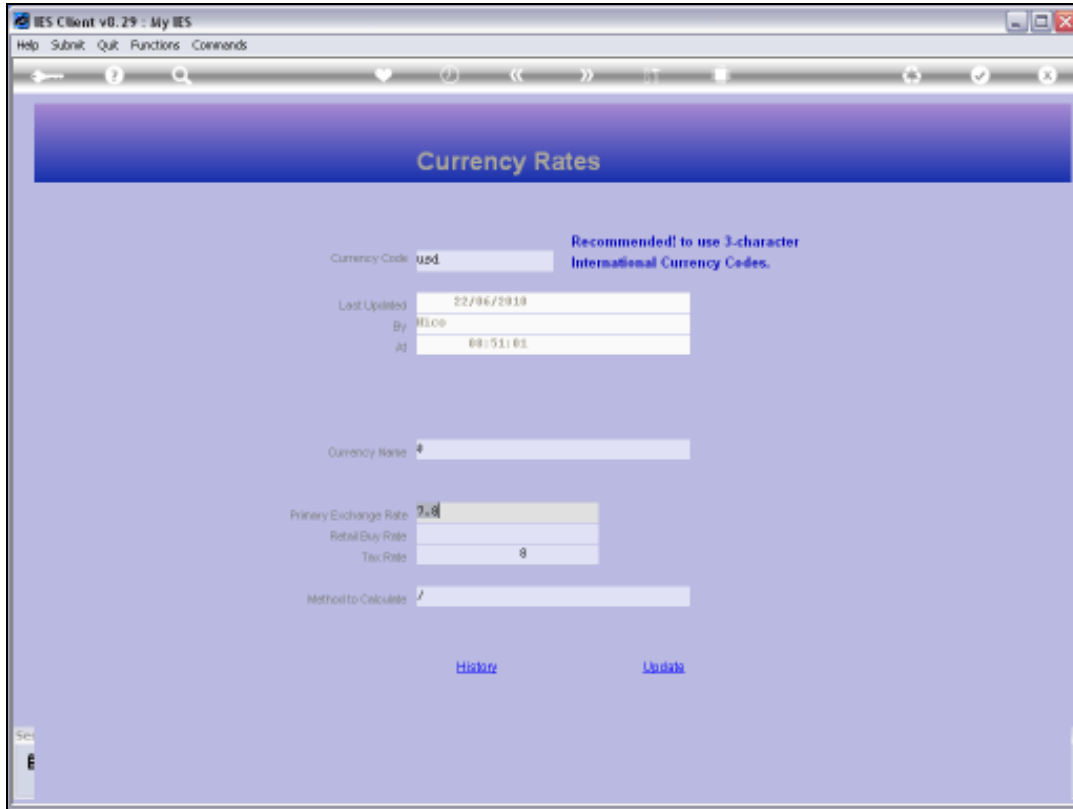 IES Client v8.29 : My IES
Help Submit Quit Functions Commands
Currency Rates
Recommended! to use 3-character
Currency Code usd
International Currency Codes.
Last Updated 22/06/2010
By Nico
At 08:51:01
Currency Name
Primary Exchange Rate 7.8
Retail Buy Rate
Tax Rate
Method to Calculate /
History Update